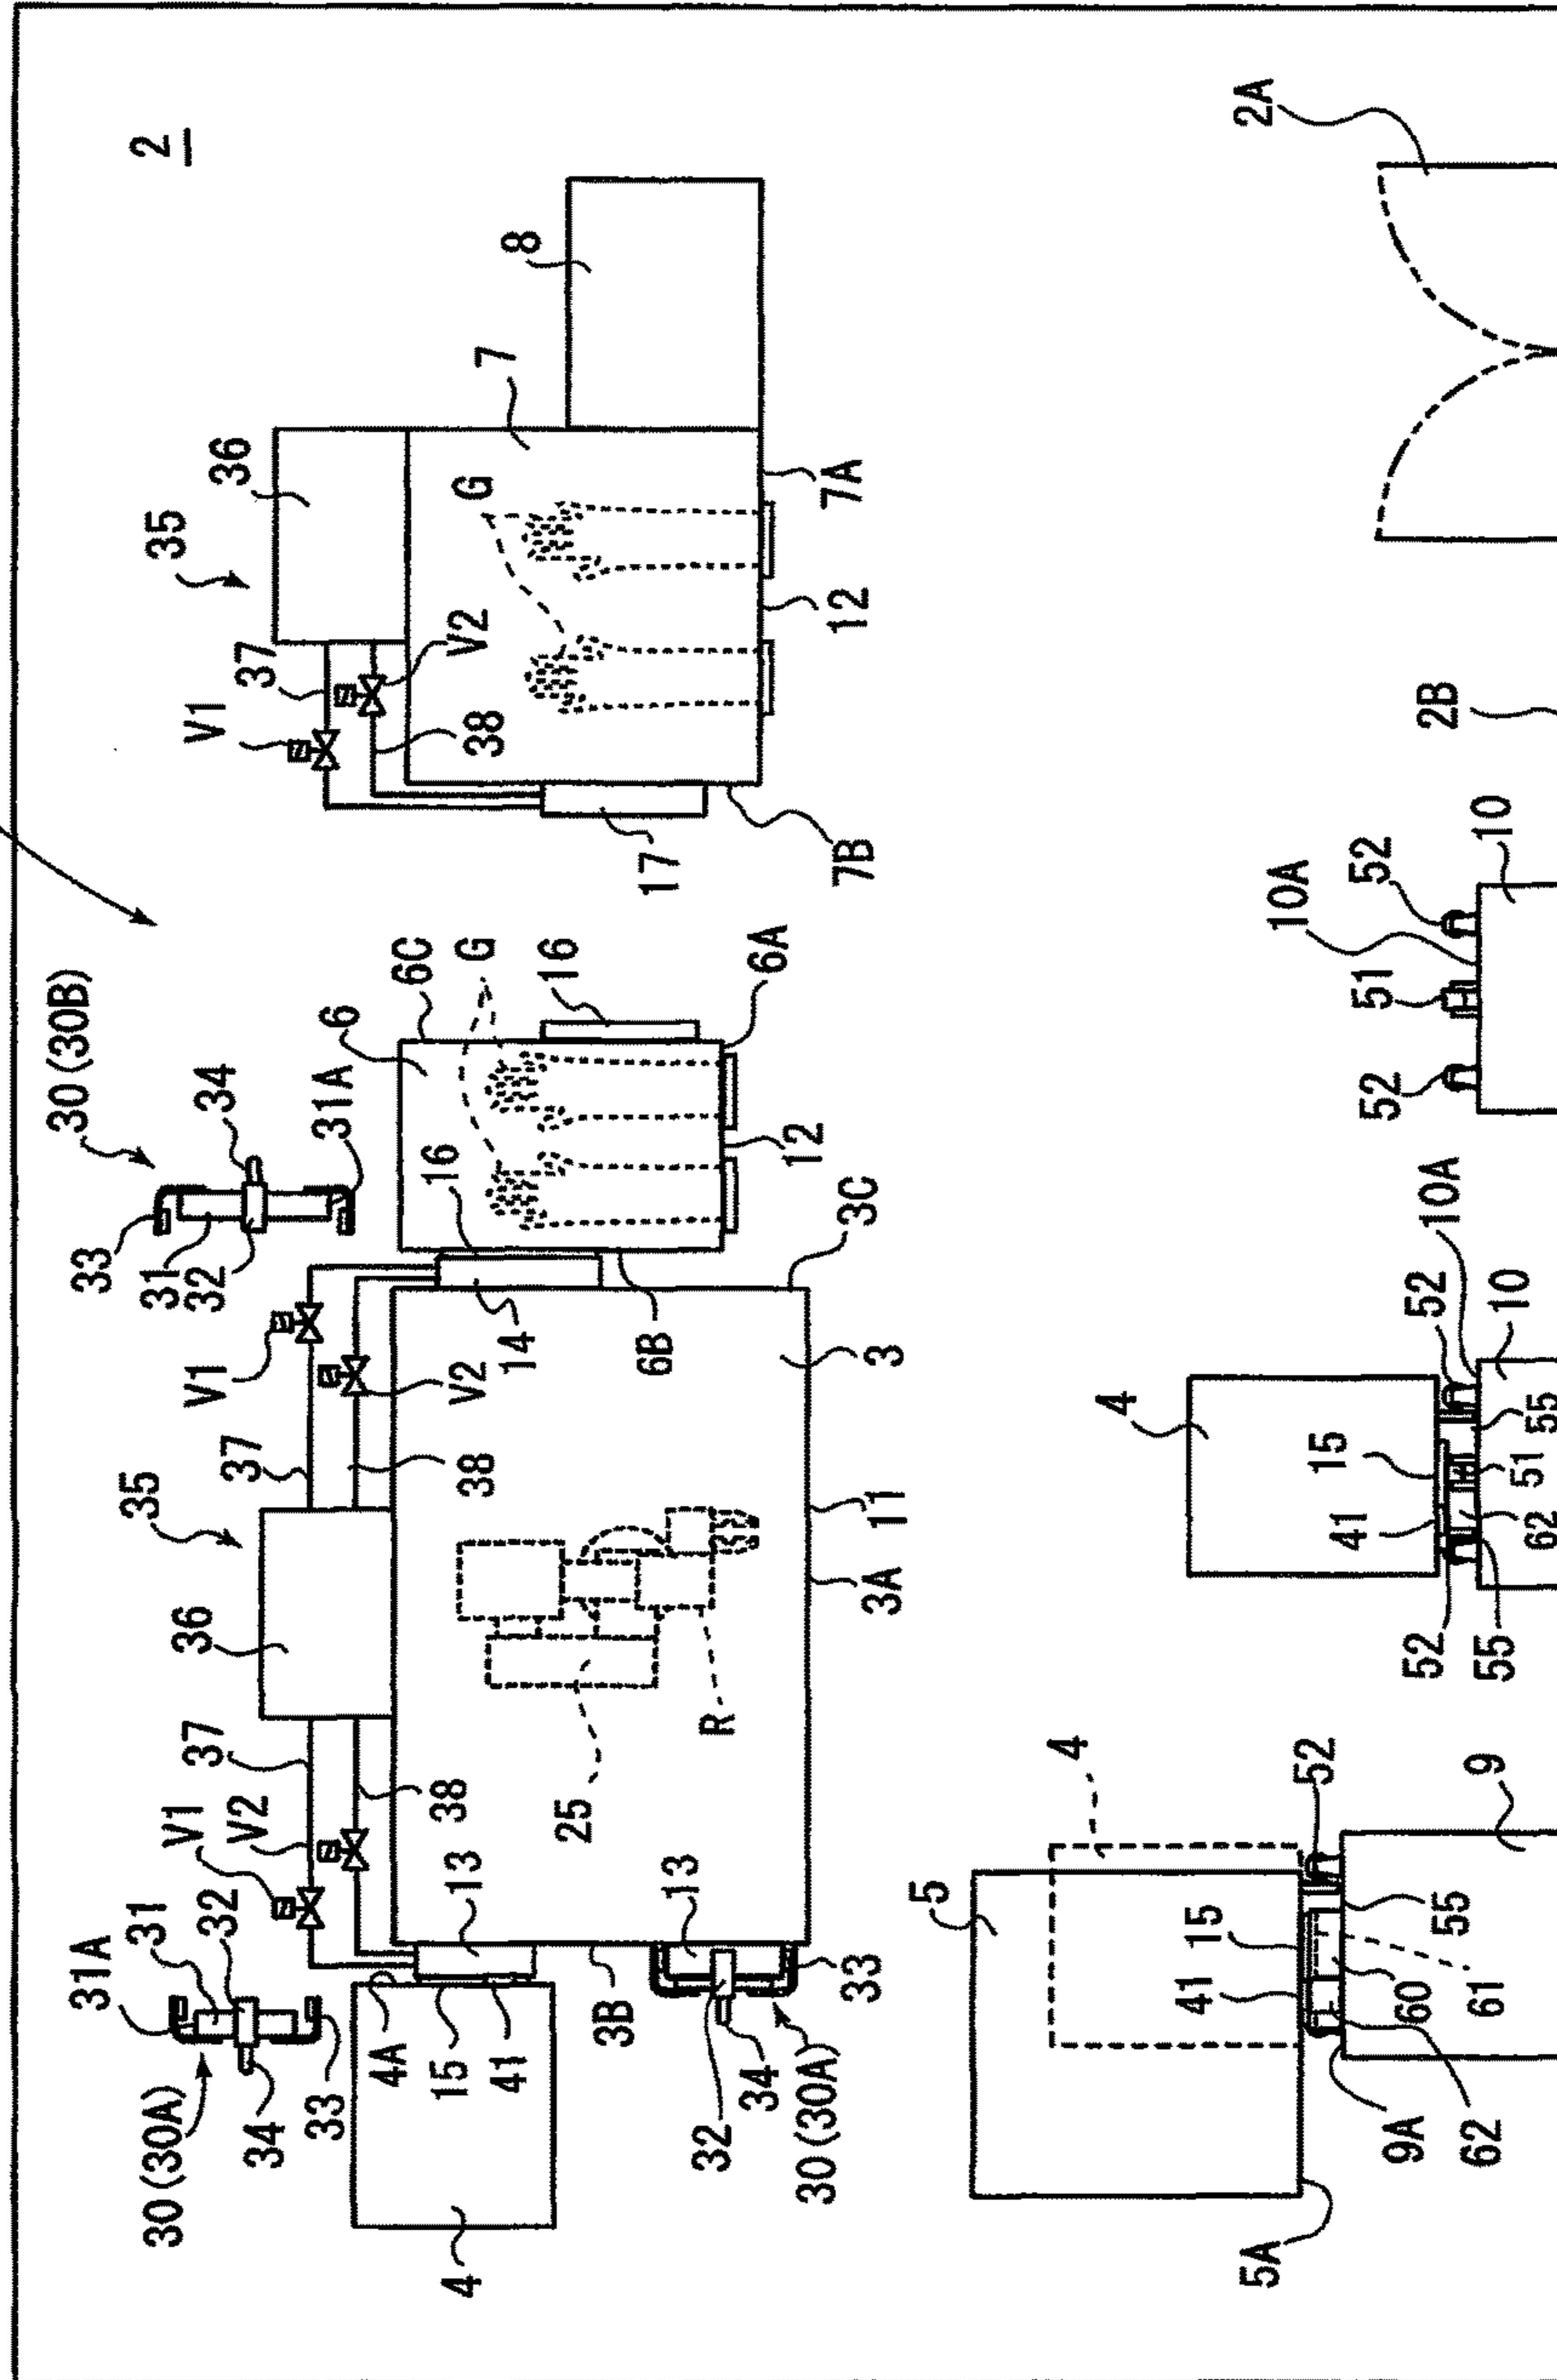 2
30(30B)
33
34
31
32
31A
35
36
V1
37
V2
38
G
7
8
17
7B
12
7A
6
6C
G
16
6A
16
12
6B
3C
14
V1
V2
37
38
35
36
37
38
V1
V2
13
25
R
3
11
3A
13
3B
31A
31
32
30(30A)
34
33
4A
15
41
4
32
34
33
30(30A)
2A
2B
10
10A
52
51
52
4
15
41
52
10A
10
55
51
62
52
55
5
4
52
9
15
41
55
60
61
62
9A
5A